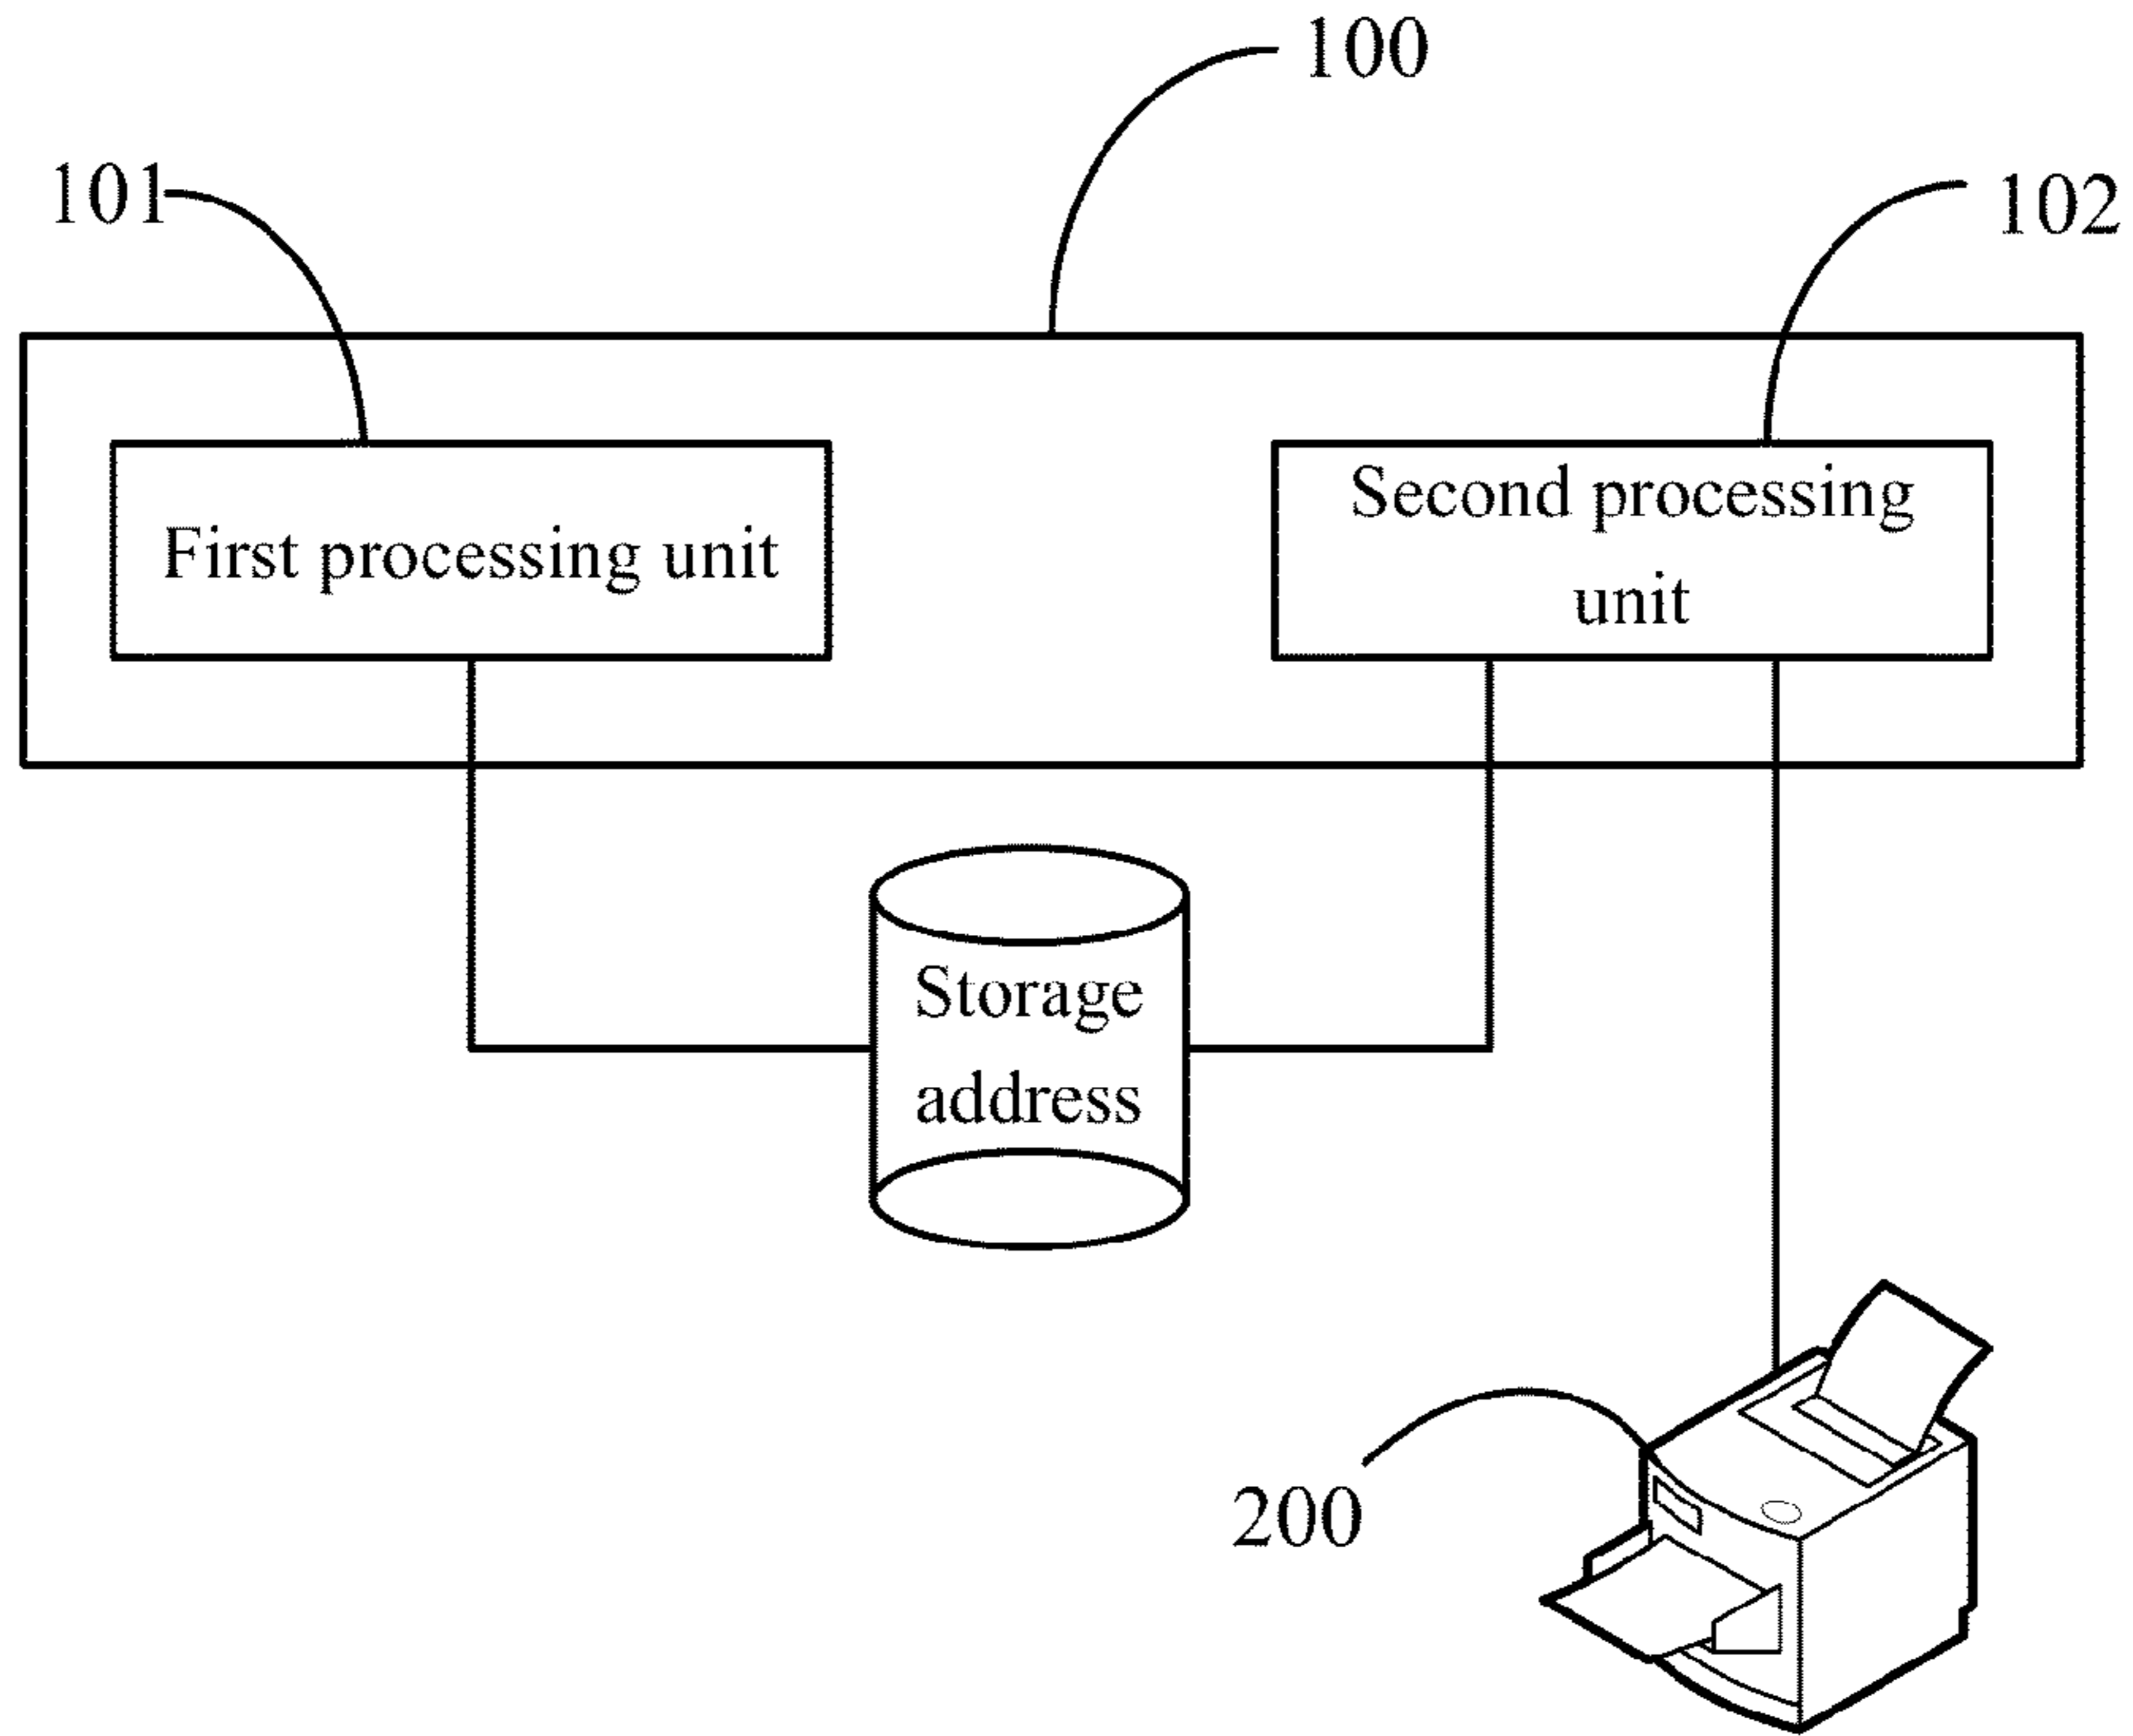 100
101
102
First processing unit
Second processing
unit
Storage
address
200